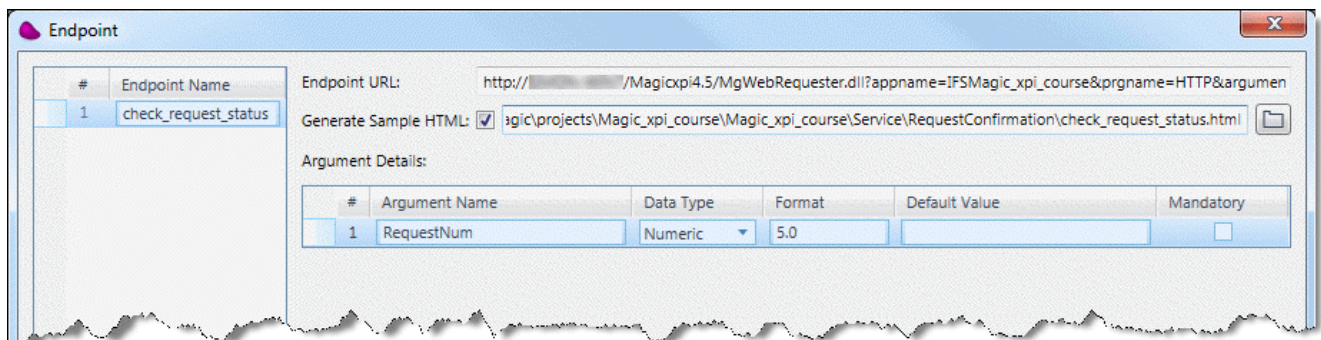 Endpoint
# Endpoint Name
1 check_request_status
Endpoint URL: http:// /Magicxpi4.5/MgWebRequester.dll?appname=IFSMagic_xpi_course&prgname=HTTP&argumen
Generate Sample HTML: agic\projects\Magic_xpi_course\Magic_xpi_course\Service\RequestConfirmation\check_request_status.html
Argument Details:
# Argument Name Data Type Format Default Value Mandatory
1 RequestNum Numeric 5.0